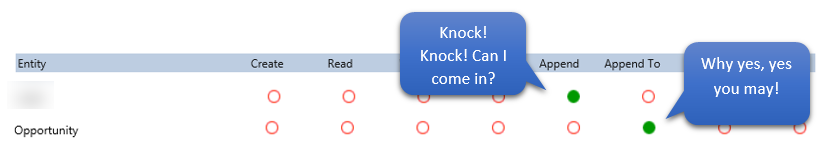 Knock!
Knock! Can I
come in?
Entity Create Read Append Append To
Why yes, yes
you may!
Opportunity